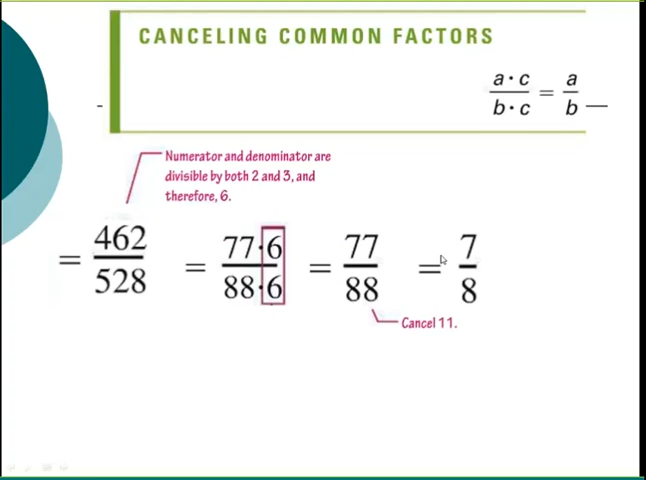 CANCELING COMMON FACTORS
a · c / b · c = a / b
Numerator and denominator are
divisible by both 2 and 3, and
therefore, 6.
= 462 / 528 = 77·6 / 88·6 = 77 / 88 = 7 / 8
Cancel 11.